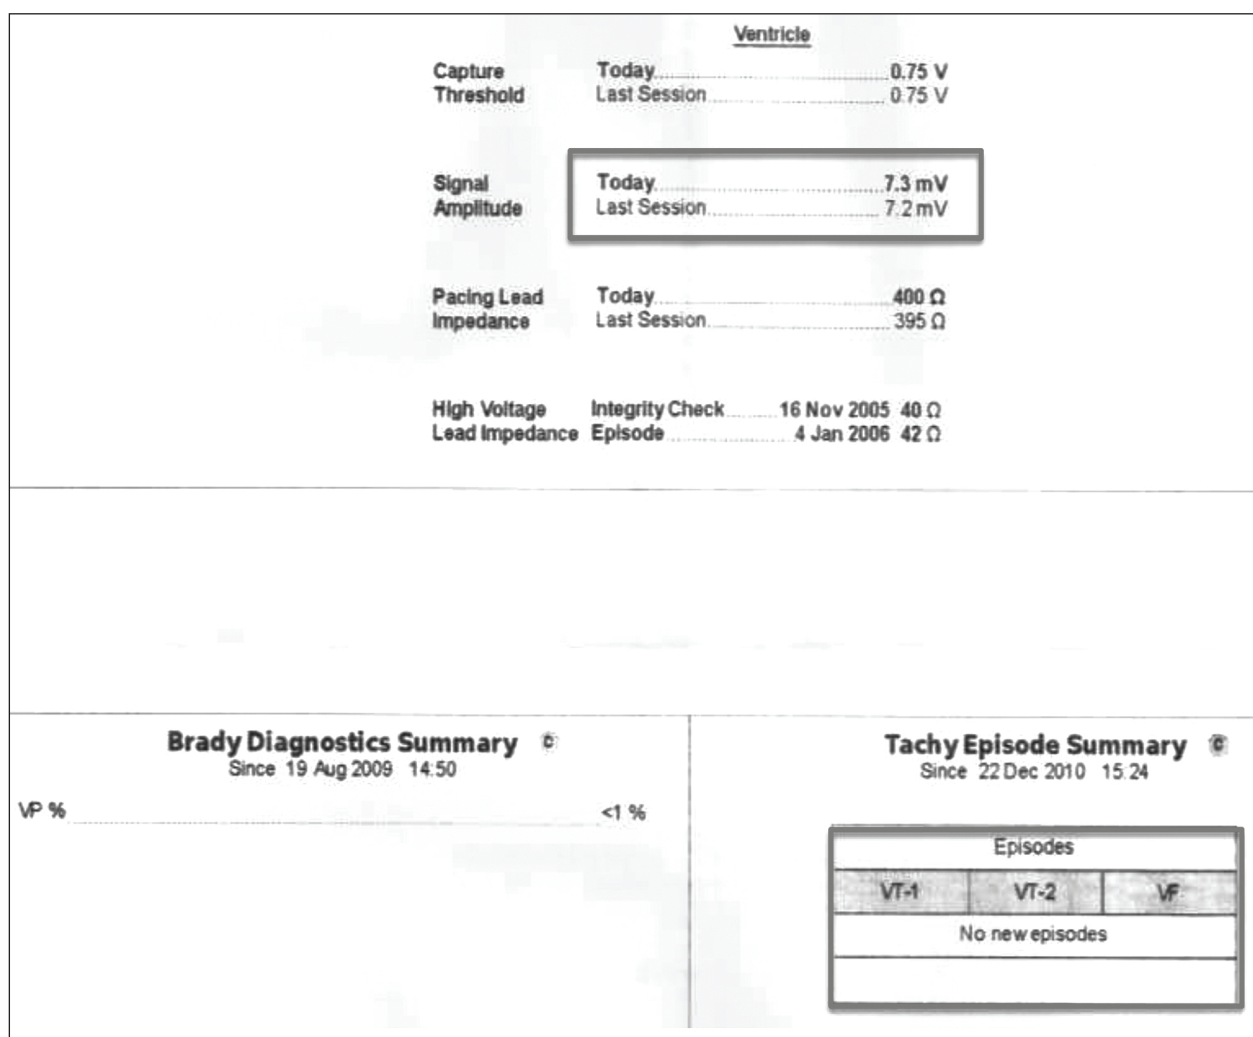 Ventricle
Capture Today 0.75 V
Threshold Last Session 0.75 V
Signal Today 7.3 mV
Amplitude Last Session 7.2 mV
Pacing Lead Today 400 Ω
Impedance Last Session 395 Ω
High Voltage Integrity Check 16 Nov 2005 40 Ω
Lead Impedance Episode 4 Jan 2006 42 Ω
Brady Diagnostics Summary
Since 19 Aug 2009 14:50
VP % <1 %
Tachy Episode Summary
Since 22 Dec 2010 15:24
Episodes
VT-1 VT-2 VF
No new episodes